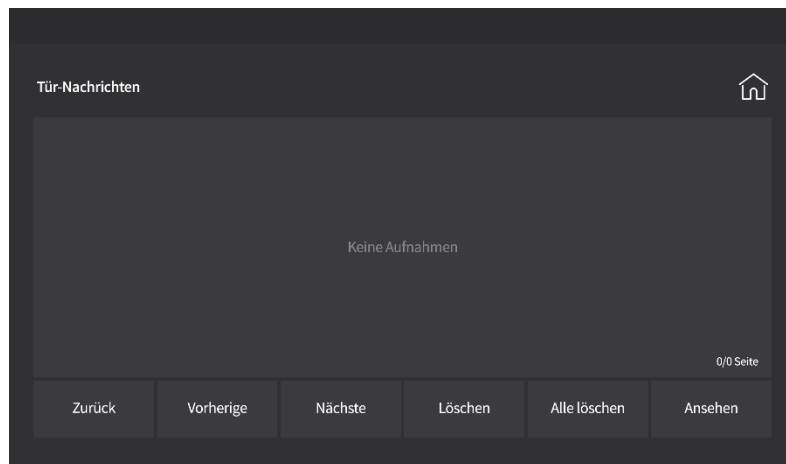 Tür-Nachrichten
Keine Aufnahmen
0/0 Seite
Zurück
Vorherige
Nächste
Löschen
Alle löschen
Ansehen